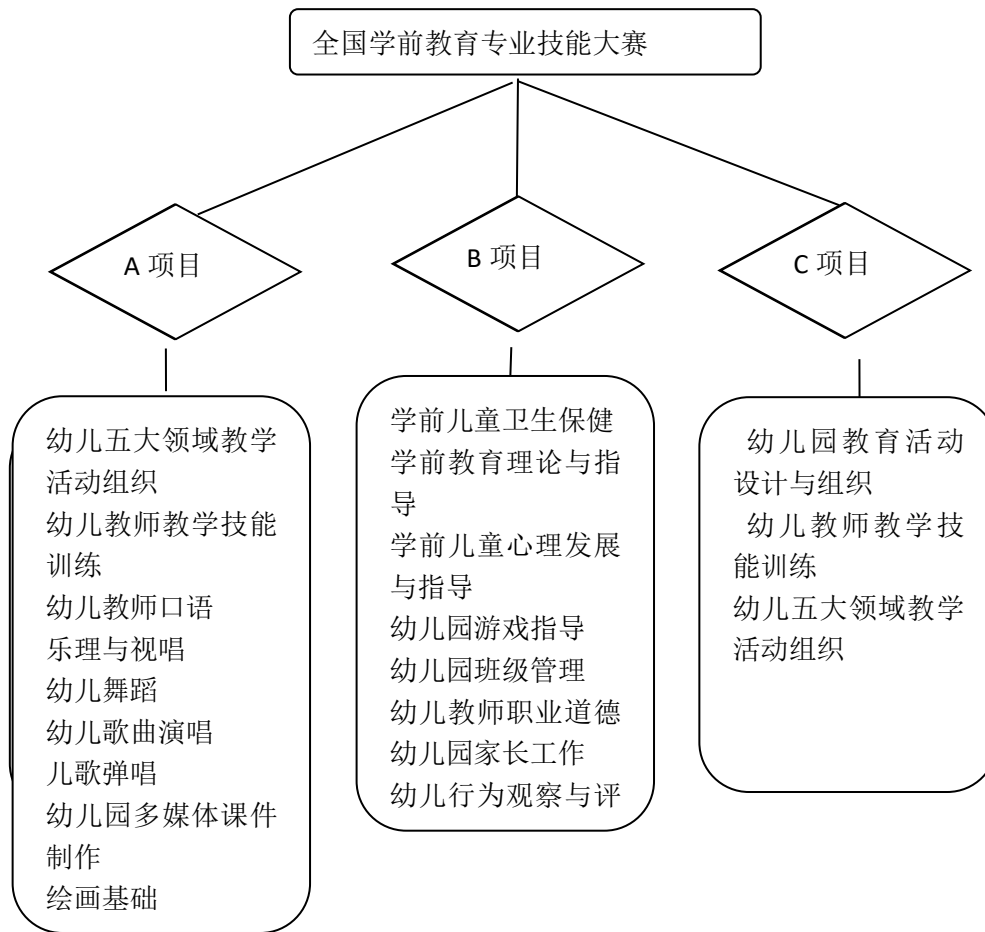 全国学前教育专业技能大赛
A 项目
B 项目
C 项目
幼儿五大领域教学
活动组织
幼儿教师教学技能
训练
幼儿教师口语
乐理与视唱
幼儿舞蹈
幼儿歌曲演唱
儿歌弹唱
幼儿园多媒体课件
制作
绘画基础
学前儿童卫生保健
学前教育理论与指
导
学前儿童心理发展
与指导
幼儿园游戏指导
幼儿园班级管理
幼儿教师职业道德
幼儿园家长工作
幼儿行为观察与评
幼儿园教育活动
设计与组织
幼儿教师教学技
能训练
幼儿五大领域教学
活动组织